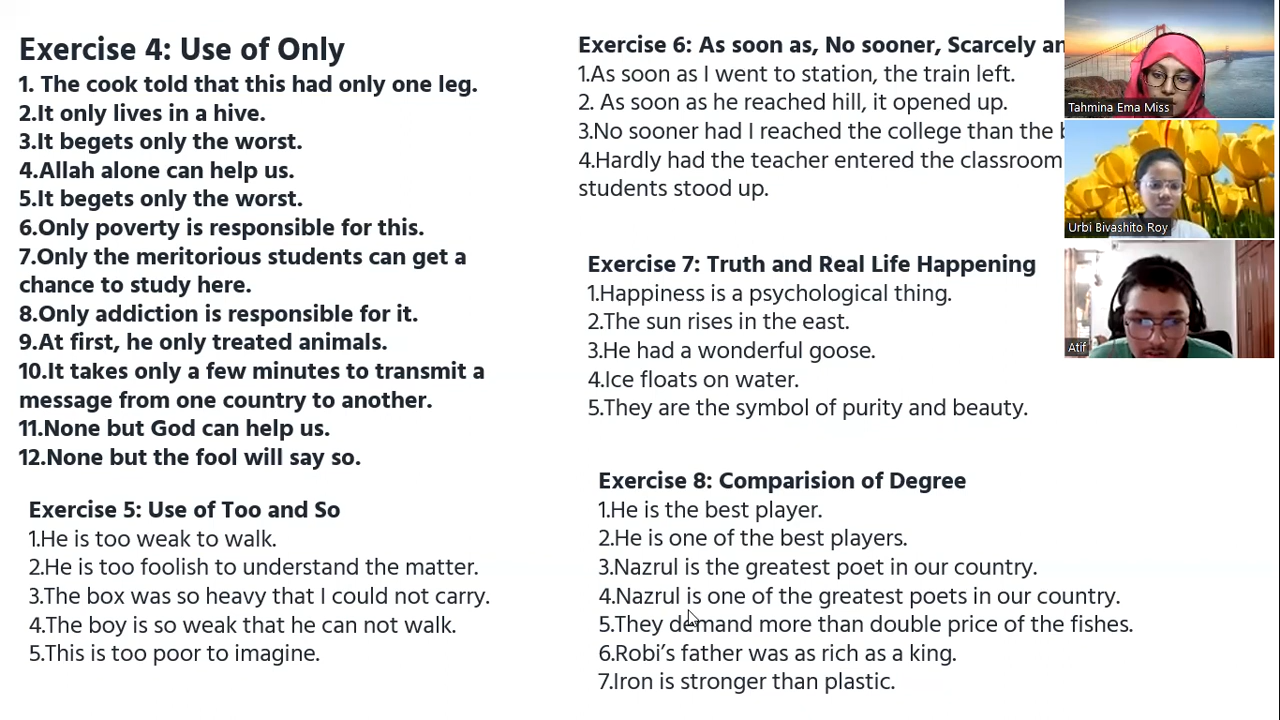 Exercise 4: Use of Only
1. The cook told that this had only one leg.
2.It only lives in a hive.
3.It begets only the worst.
4.Allah alone can help us.
5.It begets only the worst.
6.Only poverty is responsible for this.
7.Only the meritorious students can get a
chance to study here.
8.Only addiction is responsible for it.
9.At first, he only treated animals.
10.It takes only a few minutes to transmit a
message from one country to another.
11.None but God can help us.
12.None but the fool will say so.
Exercise 5: Use of Too and So
1.He is too weak to walk.
2.He is too foolish to understand the matter.
3.The box was so heavy that I could not carry.
4.The boy is so weak that he can not walk.
5.This is too poor to imagine.
Exercise 6: As soon as, No sooner, Scarcely
1.As soon as I went to station, the train left.
2. As soon as he reached hill, it opened up.
3.No sooner had I reached the college than the
4.Hardly had the teacher entered the classroom
students stood up.
Exercise 7: Truth and Real Life Happening
1.Happiness is a psychological thing.
2.The sun rises in the east.
3.He had a wonderful goose.
4.Ice floats on water.
5.They are the symbol of purity and beauty.
Exercise 8: Comparision of Degree
1.He is the best player.
2.He is one of the best players.
3.Nazrul is the greatest poet in our country.
4.Nazrul is one of the greatest poets in our country.
5.They demand more than double price of the fishes.
6.Robi’s father was as rich as a king.
7.Iron is stronger than plastic.
Tahmina Ema Miss
Urbi Bivashito Roy
Atif